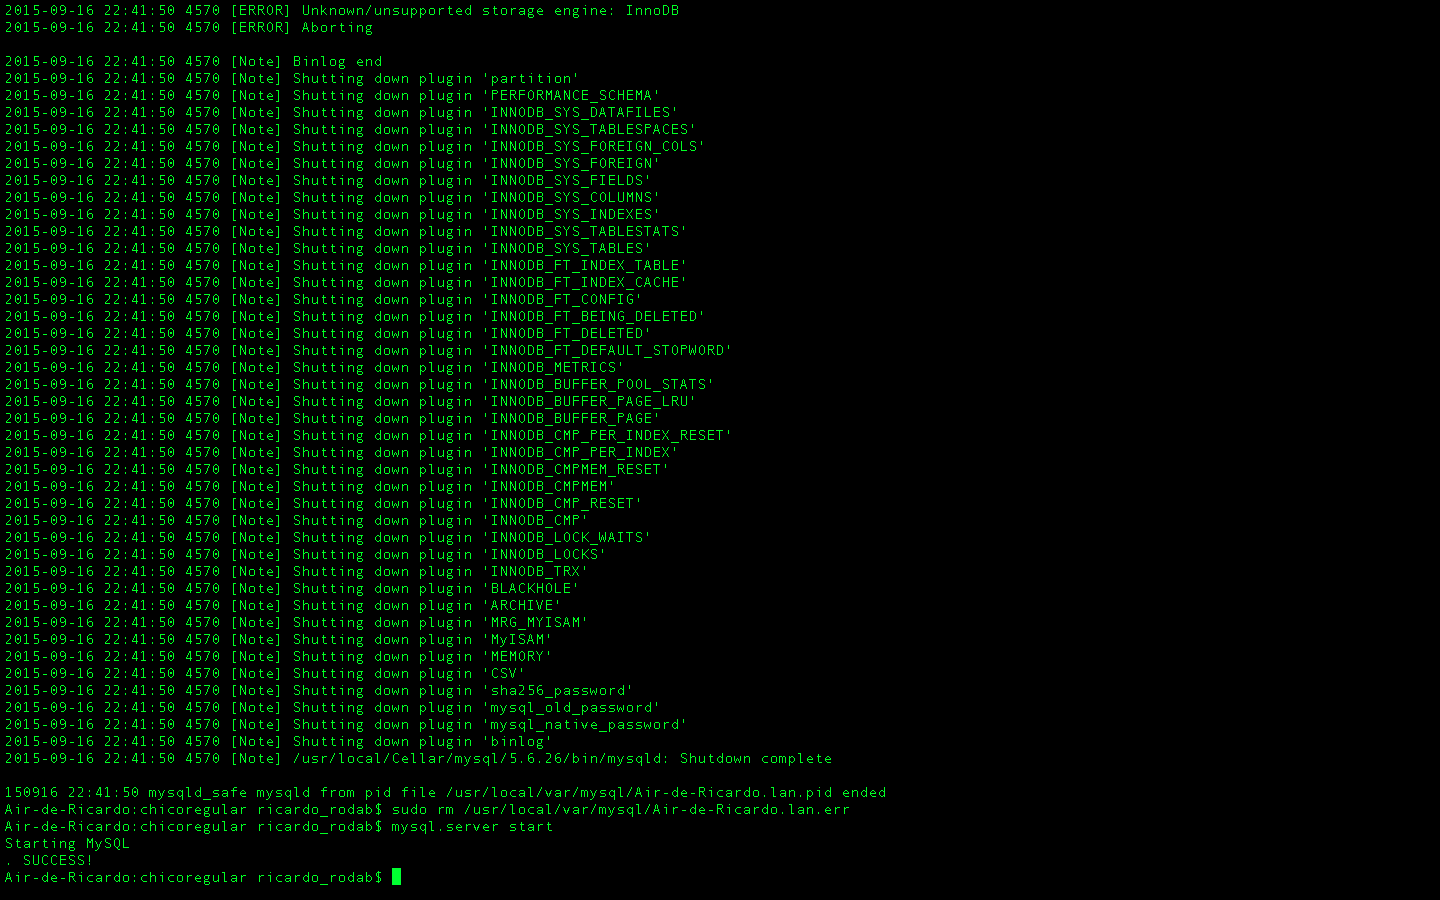 2015-09-16 22:41:50 4570 [ERROR] Unknown/unsupported storage engine: InnoDB
2015-09-16 22:41:50 4570 [ERROR] Aborting
2015-09-16 22:41:50 4570 [Note] Binlog end
2015-09-16 22:41:50 4570 [Note] Shutting down plugin 'partition'
2015-09-16 22:41:50 4570 [Note] Shutting down plugin 'PERFORMANCE_SCHEMA'
2015-09-16 22:41:50 4570 [Note] Shutting down plugin 'INNODB_SYS_DATAFILES'
2015-09-16 22:41:50 4570 [Note] Shutting down plugin 'INNODB_SYS_TABLESPACES'
2015-09-16 22:41:50 4570 [Note] Shutting down plugin 'INNODB_SYS_FOREIGN_COLS'
2015-09-16 22:41:50 4570 [Note] Shutting down plugin 'INNODB_SYS_FOREIGN'
2015-09-16 22:41:50 4570 [Note] Shutting down plugin 'INNODB_SYS_FIELDS'
2015-09-16 22:41:50 4570 [Note] Shutting down plugin 'INNODB_SYS_COLUMNS'
2015-09-16 22:41:50 4570 [Note] Shutting down plugin 'INNODB_SYS_INDEXES'
2015-09-16 22:41:50 4570 [Note] Shutting down plugin 'INNODB_SYS_TABLESTATS'
2015-09-16 22:41:50 4570 [Note] Shutting down plugin 'INNODB_SYS_TABLES'
2015-09-16 22:41:50 4570 [Note] Shutting down plugin 'INNODB_FT_INDEX_TABLE'
2015-09-16 22:41:50 4570 [Note] Shutting down plugin 'INNODB_FT_INDEX_CACHE'
2015-09-16 22:41:50 4570 [Note] Shutting down plugin 'INNODB_FT_CONFIG'
2015-09-16 22:41:50 4570 [Note] Shutting down plugin 'INNODB_FT_BEING_DELETED'
2015-09-16 22:41:50 4570 [Note] Shutting down plugin 'INNODB_FT_DELETED'
2015-09-16 22:41:50 4570 [Note] Shutting down plugin 'INNODB_FT_DEFAULT_STOPWORD'
2015-09-16 22:41:50 4570 [Note] Shutting down plugin 'INNODB_METRICS'
2015-09-16 22:41:50 4570 [Note] Shutting down plugin 'INNODB_BUFFER_POOL_STATS'
2015-09-16 22:41:50 4570 [Note] Shutting down plugin 'INNODB_BUFFER_PAGE_LRU'
2015-09-16 22:41:50 4570 [Note] Shutting down plugin 'INNODB_BUFFER_PAGE'
2015-09-16 22:41:50 4570 [Note] Shutting down plugin 'INNODB_CMP_PER_INDEX_RESET'
2015-09-16 22:41:50 4570 [Note] Shutting down plugin 'INNODB_CMP_PER_INDEX'
2015-09-16 22:41:50 4570 [Note] Shutting down plugin 'INNODB_CMPMEM_RESET'
2015-09-16 22:41:50 4570 [Note] Shutting down plugin 'INNODB_CMPMEM'
2015-09-16 22:41:50 4570 [Note] Shutting down plugin 'INNODB_CMP_RESET'
2015-09-16 22:41:50 4570 [Note] Shutting down plugin 'INNODB_CMP'
2015-09-16 22:41:50 4570 [Note] Shutting down plugin 'INNODB_LOCK_WAITS'
2015-09-16 22:41:50 4570 [Note] Shutting down plugin 'INNODB_LOCKS'
2015-09-16 22:41:50 4570 [Note] Shutting down plugin 'INNODB_TRX'
2015-09-16 22:41:50 4570 [Note] Shutting down plugin 'BLACKHOLE'
2015-09-16 22:41:50 4570 [Note] Shutting down plugin 'ARCHIVE'
2015-09-16 22:41:50 4570 [Note] Shutting down plugin 'MRG_MYISAM'
2015-09-16 22:41:50 4570 [Note] Shutting down plugin 'MyISAM'
2015-09-16 22:41:50 4570 [Note] Shutting down plugin 'MEMORY'
2015-09-16 22:41:50 4570 [Note] Shutting down plugin 'CSV'
2015-09-16 22:41:50 4570 [Note] Shutting down plugin 'sha256_password'
2015-09-16 22:41:50 4570 [Note] Shutting down plugin 'mysql_old_password'
2015-09-16 22:41:50 4570 [Note] Shutting down plugin 'mysql_native_password'
2015-09-16 22:41:50 4570 [Note] Shutting down plugin 'binlog'
2015-09-16 22:41:50 4570 [Note] /usr/local/Cellar/mysql/5.6.26/bin/mysqld: Shutdown complete
150916 22:41:50 mysqld_safe mysqld from pid file /usr/local/var/mysql/Air-de-Ricardo.lan.pid ended
Air-de-Ricardo:chicoregular ricardo_rodab$ sudo rm /usr/local/var/mysql/Air-de-Ricardo.lan.err
Air-de-Ricardo:chicoregular ricardo_rodab$ mysql.server start
Starting MySQL
. SUCCESS!
Air-de-Ricardo:chicoregular ricardo_rodab$